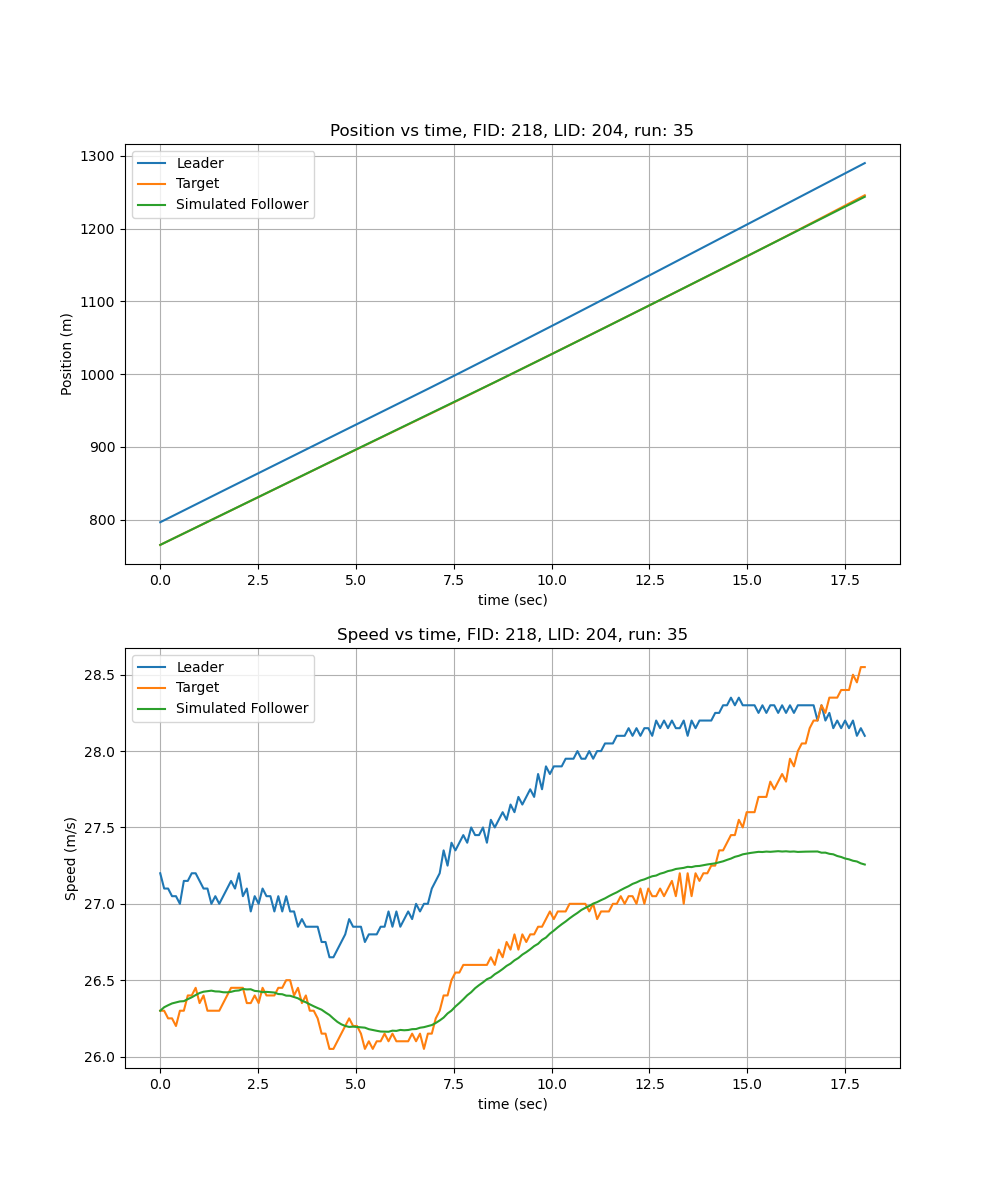 Position vs time, FID: 218, LID: 204, run: 35
Leader
Target
Simulated Follower
1300
1200
1100
1000
900
800
Position (m)
0.0 2.5 5.0 7.5 10.0 12.5 15.0 17.5
time (sec)
Speed vs time, FID: 218, LID: 204, run: 35
Leader
Target
Simulated Follower
28.5
28.0
27.5
27.0
26.5
26.0
Speed (m/s)
0.0 2.5 5.0 7.5 10.0 12.5 15.0 17.5
time (sec)